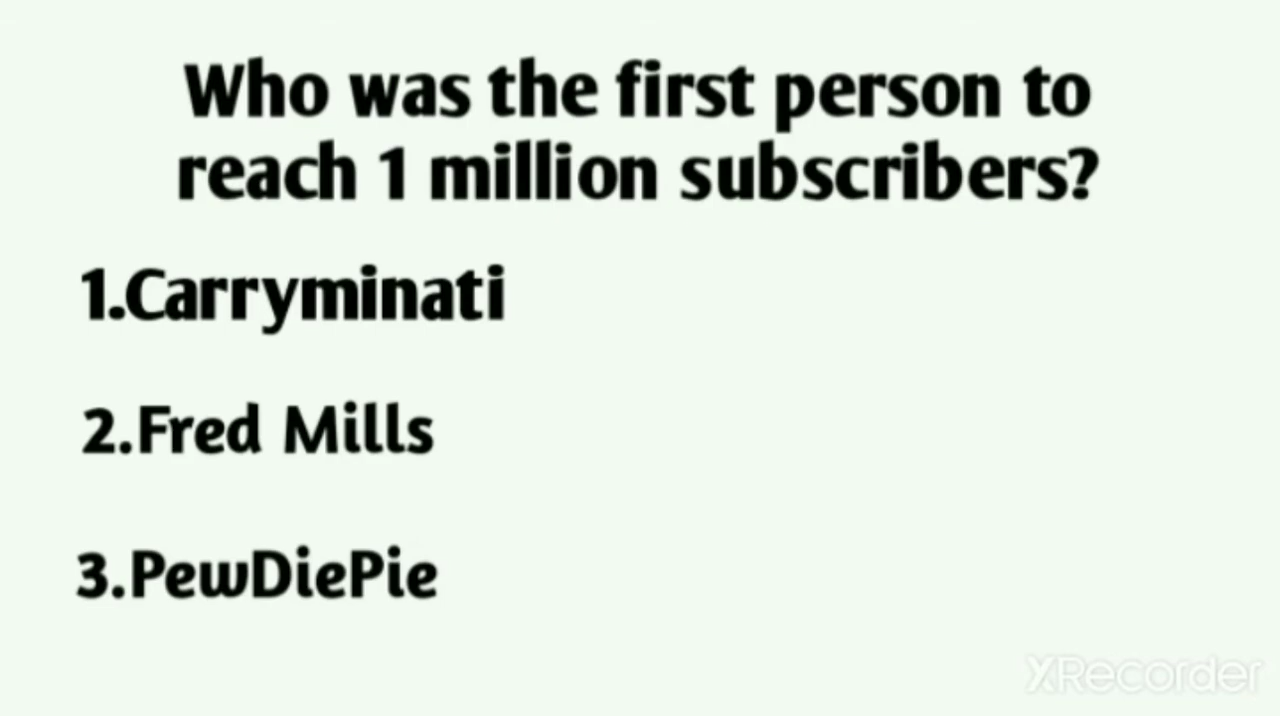 Who was the first person to
reach 1 million subscribers?
1.Carryminati
2.Fred Mills
3.PewDiePie
XRecorder